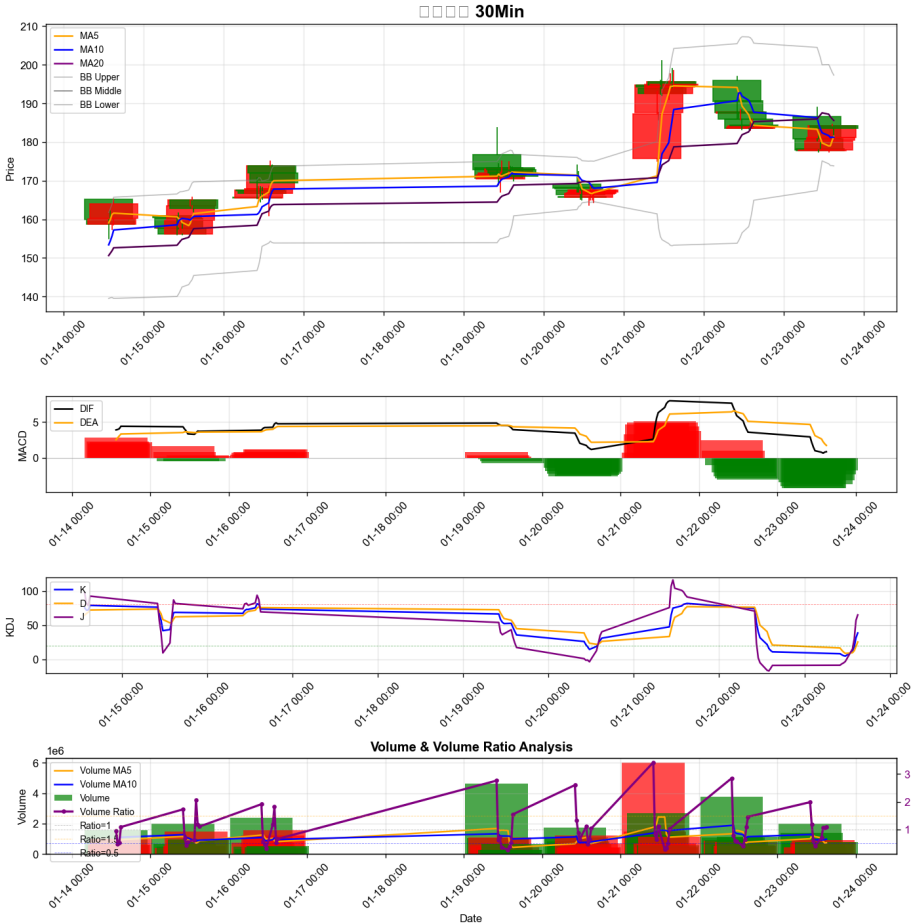 □□□□ 30Min
210
200
190
180
170
160
150
140
Price
MA5
MA10
MA20
BB Upper
BB Middle
BB Lower
01-14 00:00
01-15 00:00
01-16 00:00
01-17 00:00
01-18 00:00
01-19 00:00
01-20 00:00
01-21 00:00
01-22 00:00
01-23 00:00
01-24 00:00
MACD
5
0
DIF
DEA
01-14 00:00
01-15 00:00
01-16 00:00
01-17 00:00
01-18 00:00
01-19 00:00
01-20 00:00
01-21 00:00
01-22 00:00
01-23 00:00
01-24 00:00
KDJ
100
50
0
K
D
J
01-15 00:00
01-16 00:00
01-17 00:00
01-18 00:00
01-19 00:00
01-20 00:00
01-21 00:00
01-22 00:00
01-23 00:00
01-24 00:00
Volume & Volume Ratio Analysis
1e6
6
4
2
0
Volume
Volume MA5
Volume MA10
Volume
Volume Ratio
Ratio=1
Ratio=0.5
3
2
1
01-14 00:00
01-15 00:00
01-16 00:00
01-17 00:00
01-18 00:00
01-19 00:00
01-20 00:00
01-21 00:00
01-22 00:00
01-23 00:00
01-24 00:00
Date